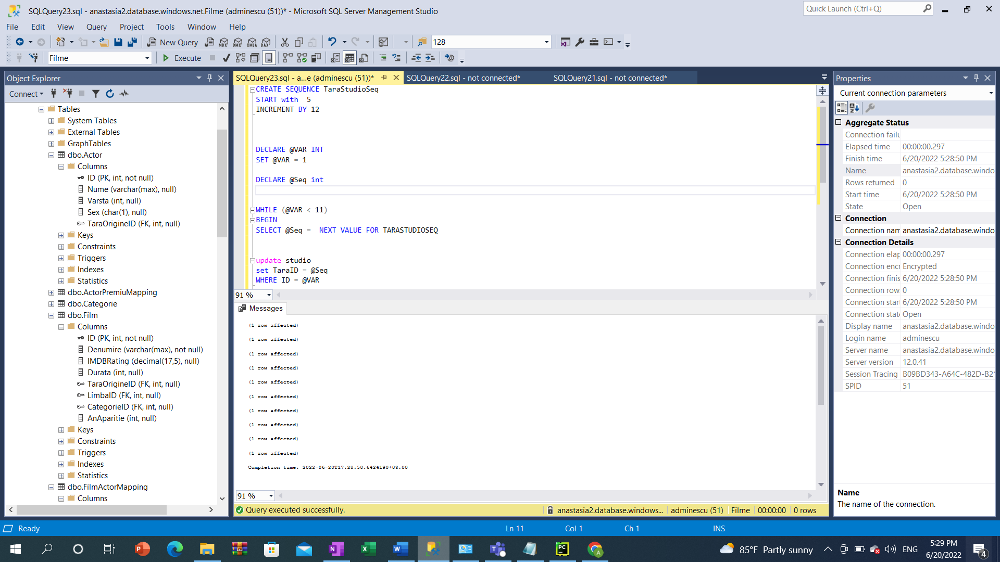 SQLQuery23.sql - anastasia2.database.windows.net.Filme (adminescu (51))* - Microsoft SQL Server Management Studio
Quick Launch (Ctrl+Q)
File Edit View Query Project Tools Window Help
New Query
MDX DMX XMLA DAX
128
Filme
Execute
Object Explorer
Connect
Tables
System Tables
External Tables
GraphTables
dbo.Actor
Columns
ID (PK, int, not null)
Nume (varchar(max), null)
Varsta (int, null)
Sex (char(1), null)
TaraOrigineID (FK, int, null)
Keys
Constraints
Triggers
Indexes
Statistics
dbo.ActorPremiuMapping
dbo.Categorie
dbo.Film
Columns
ID (PK, int, not null)
Denumire (varchar(max), not null)
IMDBRating (decimal(17,5), null)
Durata (int, null)
TaraOrigineID (FK, int, null)
LimbaID (FK, int, null)
CategorieID (FK, int, null)
AnAparitie (int, null)
Keys
Constraints
Triggers
Indexes
Statistics
dbo.FilmActorMapping
Columns
SQLQuery23.sql - a...e (adminescu (51))* SQLQuery22.sql - not connected* SQLQuery21.sql - not connected*
CREATE SEQUENCE TaraStudioSeq
START with 5
INCREMENT BY 12
DECLARE @VAR INT
SET @VAR = 1
DECLARE @Seq int
WHILE (@VAR < 11)
BEGIN
SELECT @Seq = NEXT VALUE FOR TARASTUDIOSEQ
update studio
set TaraID = @Seq
WHERE ID = @VAR
91 %
Messages
(1 row affected)
(1 row affected)
(1 row affected)
(1 row affected)
(1 row affected)
(1 row affected)
(1 row affected)
(1 row affected)
(1 row affected)
(1 row affected)
Completion time: 2022-06-20T17:28:50.6424190+03:00
91 %
Query executed successfully. anastasia2.database.windows... adminescu (51) Filme 00:00:00 0 rows
Properties
Current connection parameters
Aggregate Status
Connection failu
Elapsed time 00:00:00.297
Finish time 6/20/2022 5:28:50 PM
Name anastasia2.database.windo
Rows returned 0
Start time 6/20/2022 5:28:50 PM
State Open
Connection
Connection nam anastasia2.database.windo
Connection Details
Connection elap 00:00:00.297
Connection encr Encrypted
Connection finis 6/20/2022 5:28:50 PM
Connection row 0
Connection start 6/20/2022 5:28:50 PM
Connection state Open
Display name anastasia2.database.windo
Login name adminescu
Server name anastasia2.database.windo
Server version 12.0.41
Session Tracing B09BD343-A64C-482D-B21
SPID 51
Name
The name of the connection.
Ready Ln 11 Col 1 Ch 1 INS
85°F Partly sunny ENG 5:29 PM
6/20/2022
4